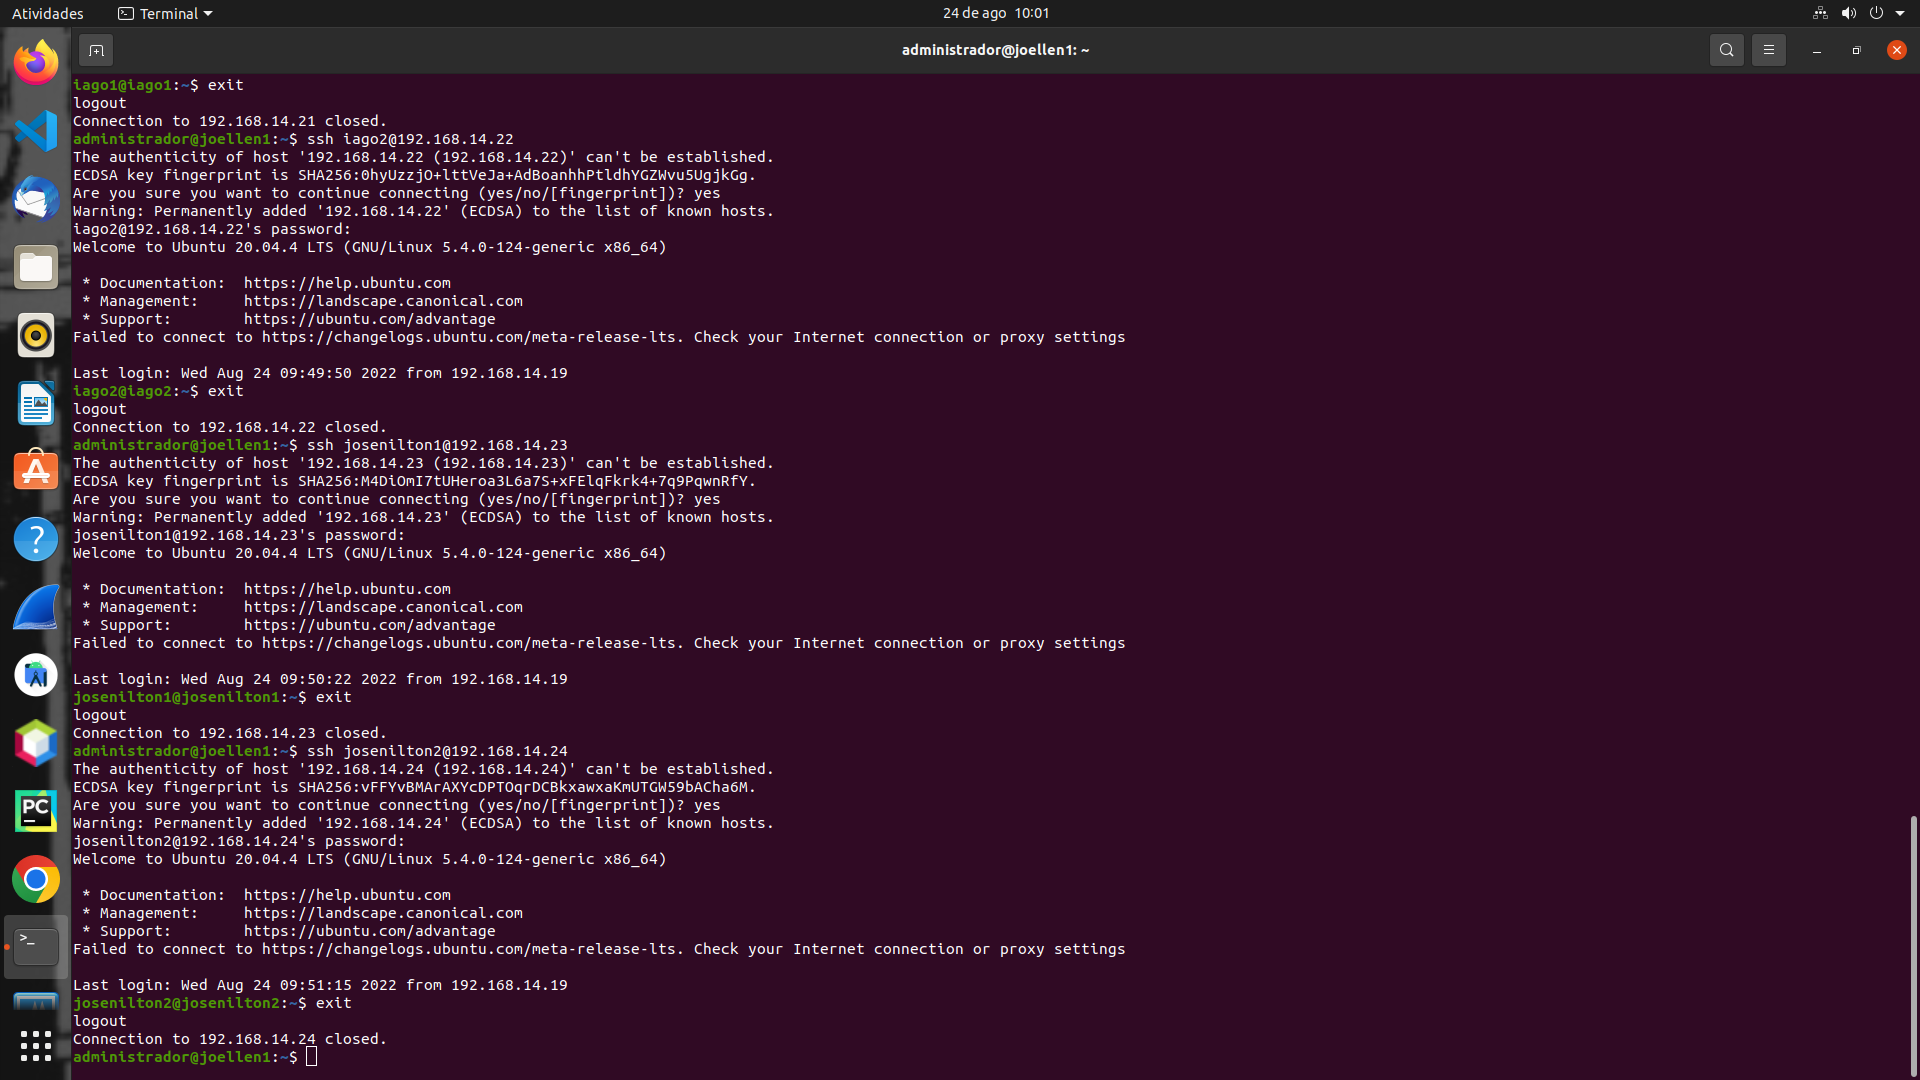 Atividades
Terminal
24 de ago 10:01
administrador@joellen1: ~
iago1@iago1:~$ exit
logout
Connection to 192.168.14.21 closed.
administrador@joellen1:~$ ssh iago2@192.168.14.22
The authenticity of host '192.168.14.22 (192.168.14.22)' can't be established.
ECDSA key fingerprint is SHA256:0hyUzzjO+lttVeJa+AdBoanhhPtldhYGZWvu5UgjkGg.
Are you sure you want to continue connecting (yes/no/[fingerprint])? yes
Warning: Permanently added '192.168.14.22' (ECDSA) to the list of known hosts.
iago2@192.168.14.22's password:
Welcome to Ubuntu 20.04.4 LTS (GNU/Linux 5.4.0-124-generic x86_64)
* Documentation:  https://help.ubuntu.com
* Management:     https://landscape.canonical.com
* Support:        https://ubuntu.com/advantage
Failed to connect to https://changelogs.ubuntu.com/meta-release-lts. Check your Internet connection or proxy settings
Last login: Wed Aug 24 09:49:50 2022 from 192.168.14.19
iago2@iago2:~$ exit
logout
Connection to 192.168.14.22 closed.
administrador@joellen1:~$ ssh josenilton1@192.168.14.23
The authenticity of host '192.168.14.23 (192.168.14.23)' can't be established.
ECDSA key fingerprint is SHA256:M4DiOmI7tUHeroa3L6a7S+xFElqFkrk4+7q9PqwnRfY.
Are you sure you want to continue connecting (yes/no/[fingerprint])? yes
Warning: Permanently added '192.168.14.23' (ECDSA) to the list of known hosts.
josenilton1@192.168.14.23's password:
Welcome to Ubuntu 20.04.4 LTS (GNU/Linux 5.4.0-124-generic x86_64)
* Documentation:  https://help.ubuntu.com
* Management:     https://landscape.canonical.com
* Support:        https://ubuntu.com/advantage
Failed to connect to https://changelogs.ubuntu.com/meta-release-lts. Check your Internet connection or proxy settings
Last login: Wed Aug 24 09:50:22 2022 from 192.168.14.19
josenilton1@josenilton1:~$ exit
logout
Connection to 192.168.14.23 closed.
administrador@joellen1:~$ ssh josenilton2@192.168.14.24
The authenticity of host '192.168.14.24 (192.168.14.24)' can't be established.
ECDSA key fingerprint is SHA256:vFFYvBMArAXYcDPTOqrDCBkxawxaKmUTGW59bACha6M.
Are you sure you want to continue connecting (yes/no/[fingerprint])? yes
Warning: Permanently added '192.168.14.24' (ECDSA) to the list of known hosts.
josenilton2@192.168.14.24's password:
Welcome to Ubuntu 20.04.4 LTS (GNU/Linux 5.4.0-124-generic x86_64)
* Documentation:  https://help.ubuntu.com
* Management:     https://landscape.canonical.com
* Support:        https://ubuntu.com/advantage
Failed to connect to https://changelogs.ubuntu.com/meta-release-lts. Check your Internet connection or proxy settings
Last login: Wed Aug 24 09:51:15 2022 from 192.168.14.19
josenilton2@josenilton2:~$ exit
logout
Connection to 192.168.14.24 closed.
administrador@joellen1:~$
PC